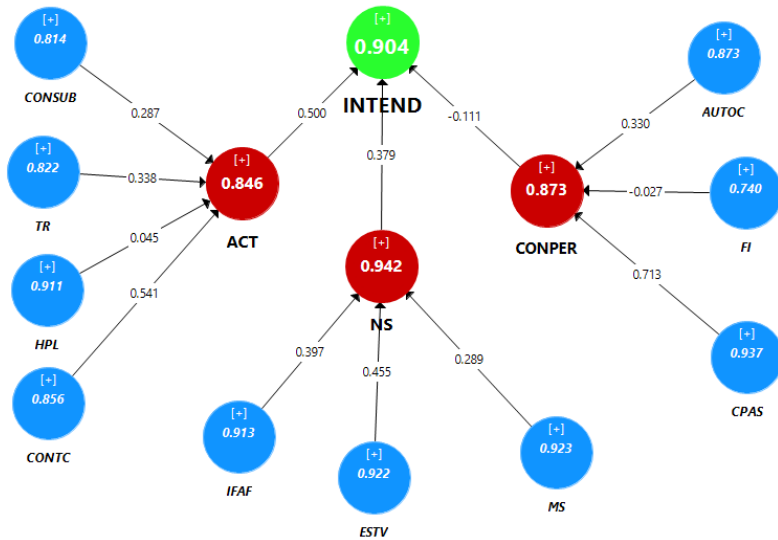 [+]
0.814
CONSUB
[+]
0.904
INTEND
[+]
0.873
AUTOC
0.287
0.500
-0.111
0.330
[+]
0.822
TR
0.338
[+]
0.846
ACT
0.379
[+]
0.873
CONPER
-0.027
[+]
0.740
FI
0.045
[+]
0.911
HPL
0.541
[+]
0.942
NS
0.713
[+]
0.856
CONTC
0.397
0.455
0.289
[+]
0.937
CPAS
[+]
0.913
IFAF
[+]
0.922
ESTV
[+]
0.923
MS